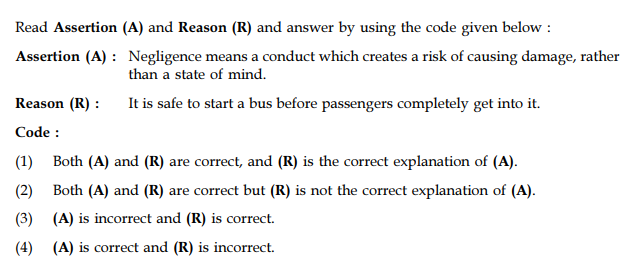 Read Assertion (A) and Reason (R) and answer by using the code given below :
Assertion (A) : Negligence means a conduct which creates a risk of causing damage, rather
than a state of mind.
Reason (R) : It is safe to start a bus before passengers completely get into it.
Code :
(1) Both (A) and (R) are correct, and (R) is the correct explanation of (A).
(2) Both (A) and (R) are correct but (R) is not the correct explanation of (A).
(3) (A) is incorrect and (R) is correct.
(4) (A) is correct and (R) is incorrect.